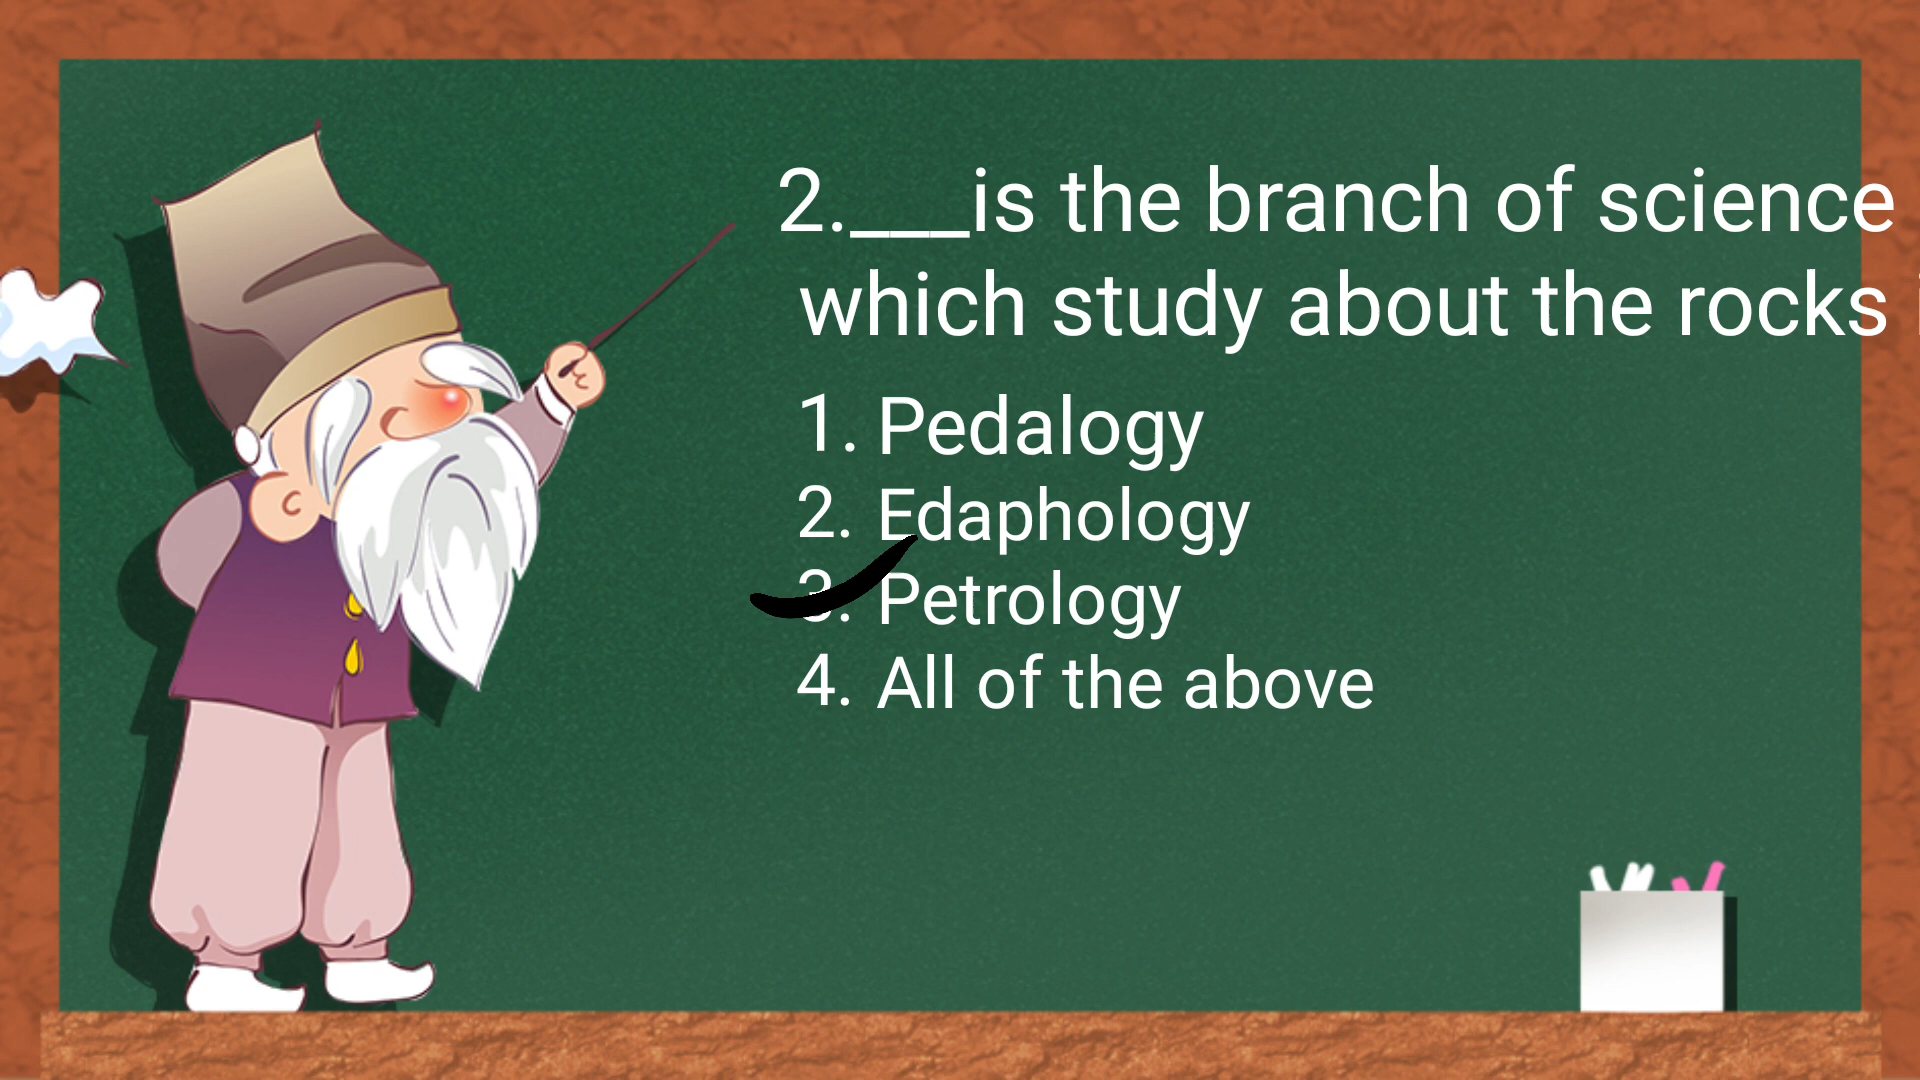 2.___is the branch of science
which study about the rocks
1. Pedalogy
2. Edaphology
3. Petrology
4. All of the above